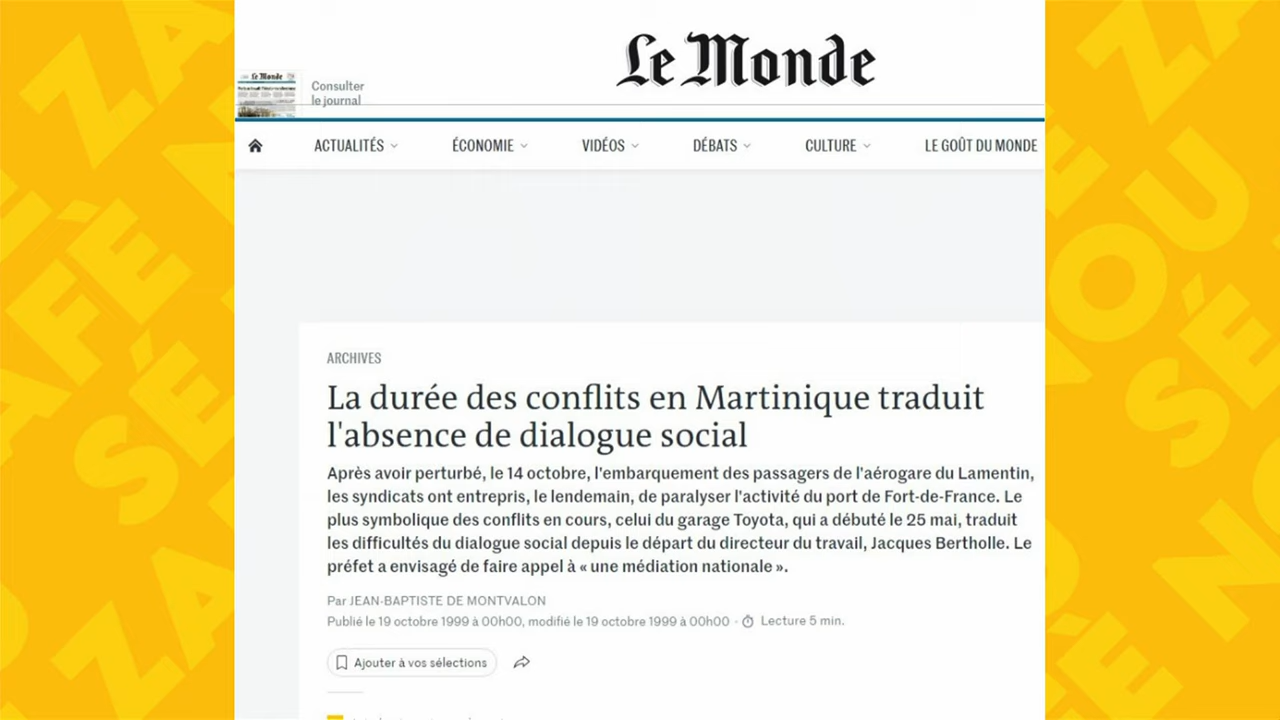 Le Monde
Consulter
le journal
ACTUALITÉS
ÉCONOMIE
VIDÉOS
DÉBATS
CULTURE
LE GOÛT DU MONDE
ARCHIVES
La durée des conflits en Martinique traduit
l'absence de dialogue social
Après avoir perturbé, le 14 octobre, l'embarquement des passagers de l'aérogare du Lamentin,
les syndicats ont entrepris, le lendemain, de paralyser l'activité du port de Fort-de-France. Le
plus symbolique des conflits en cours, celui du garage Toyota, qui a débuté le 25 mai, traduit
les difficultés du dialogue social depuis le départ du directeur du travail, Jacques Bertholle. Le
préfet a envisagé de faire appel à « une médiation nationale ».
Par JEAN-BAPTISTE DE MONTVALON
Publié le 19 octobre 1999 à 00h00, modifié le 19 octobre 1999 à 00h00 · Lecture 5 min.
Ajouter à vos sélections